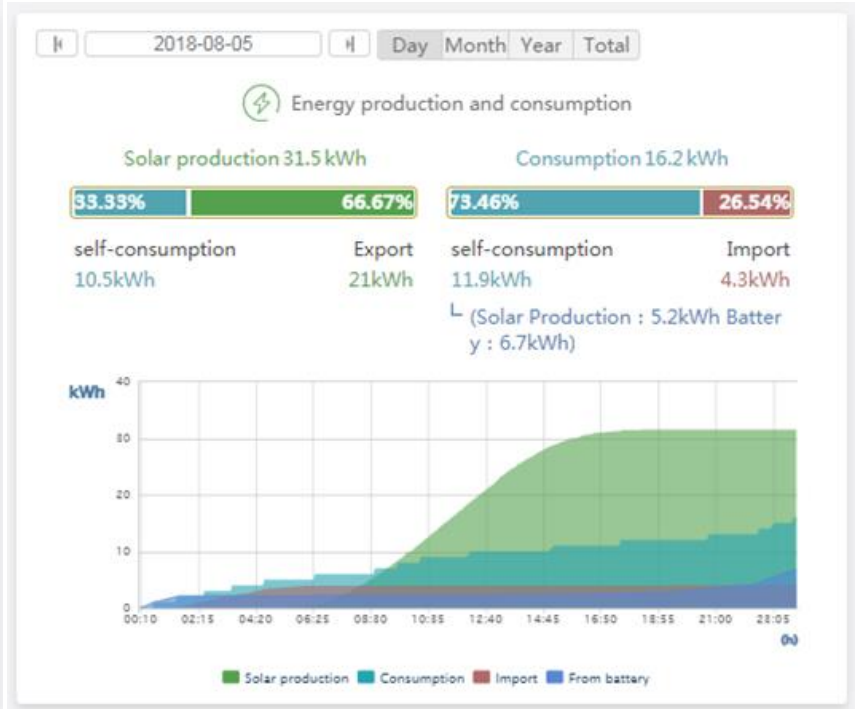 2018-08-05 Day Month Year Total
Energy production and consumption
Solar production 31.5 kWh Consumption 16.2 kWh
33.33% 66.67% 73.46% 26.54%
self-consumption Export self-consumption Import
10.5kWh 21kWh 11.9kWh 4.3kWh
(Solar Production : 5.2kWh Batter
y : 6.7kWh)
kWh
40
30
20
10
0
00:10 02:15 04:20 06:25 08:30 10:35 12:40 14:45 16:50 18:55 21:00 23:05
(h)
Solar production Consumption Import From battery